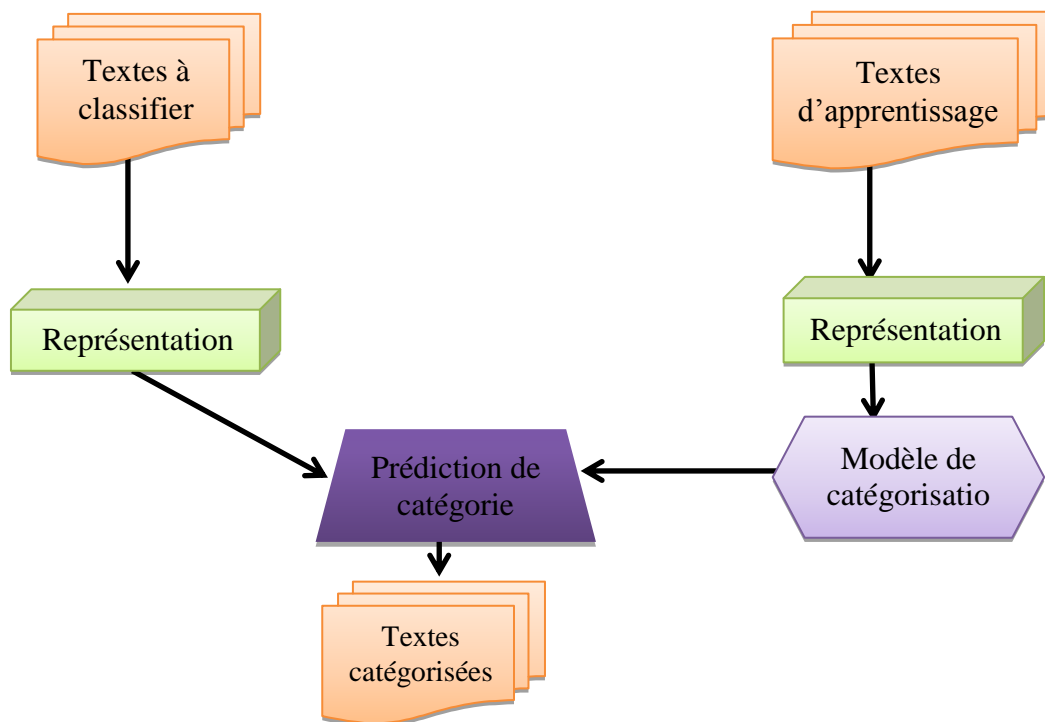 Textes à
classifier
Textes
d’apprentissage
Représentation
Représentation
Prédiction de
catégorie
Modèle de
catégorisatio
Textes
catégorisées